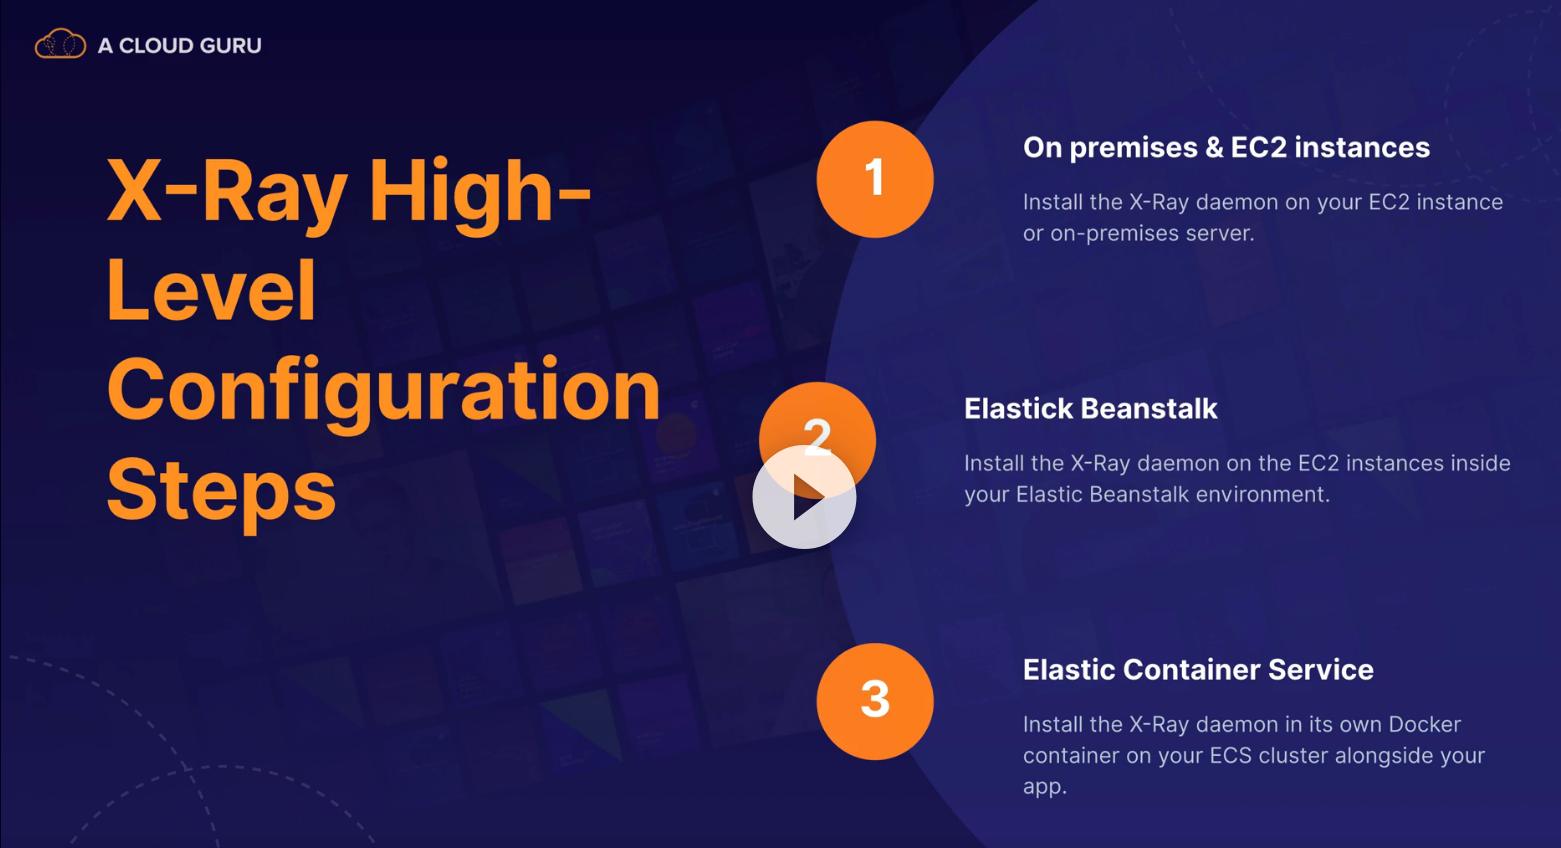 A CLOUD GURU
X-Ray High-
Level
Configuration
Steps
1
On premises & EC2 instances
Install the X-Ray daemon on your EC2 instance
or on-premises server.
2
Elastick Beanstalk
Install the X-Ray daemon on the EC2 instances inside
your Elastic Beanstalk environment.
3
Elastic Container Service
Install the X-Ray daemon in its own Docker
container on your ECS cluster alongside your
app.